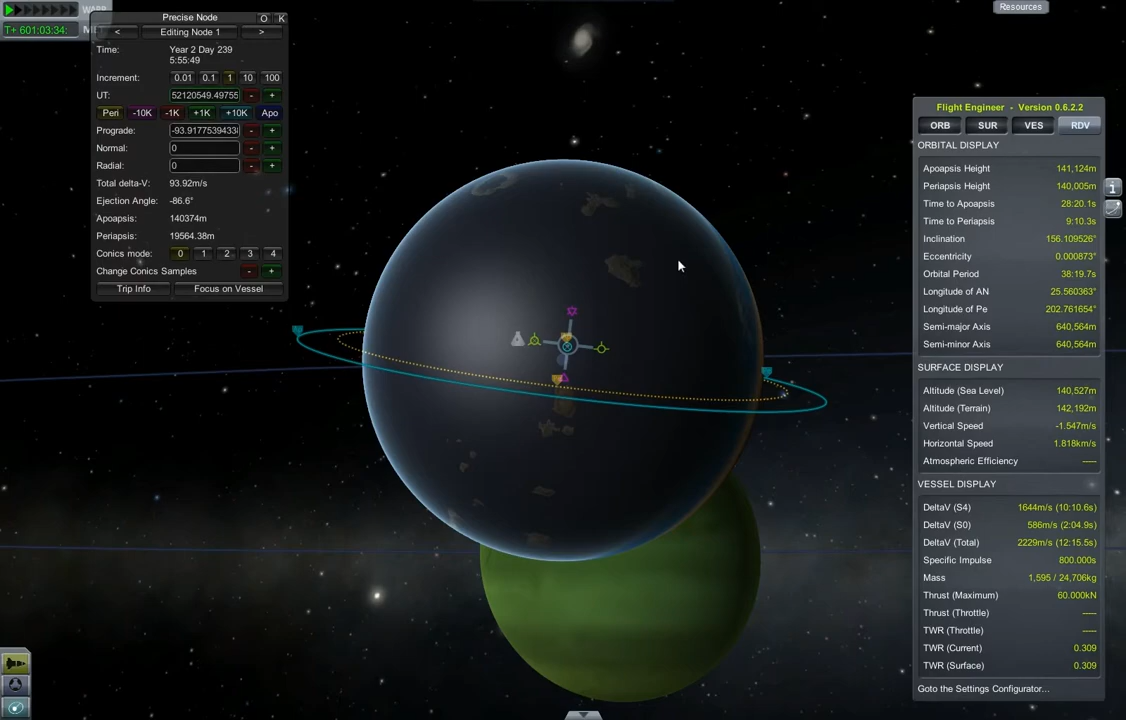 WARP
T+ 601:03:34:
Precise Node
O K
< Editing Node 1 >
Time: Year 2 Day 239
5:55:49
Increment: 0.01 0.1 1 10 100
UT: 52120549.49755 - +
Peri -10K -1K +1K +10K Apo
Prograde: -93.9177539433 - +
Normal: 0 - +
Radial: 0 - +
Total delta-V: 93.92m/s
Ejection Angle: -86.6°
Apoapsis: 140374m
Periapsis: 19564.38m
Conics mode: 0 1 2 3 4
Change Conics Samples - +
Trip Info Focus on Vessel
Resources
Flight Engineer - Version 0.6.2.2
ORB SUR VES RDV
ORBITAL DISPLAY
Apoapsis Height 141,124m
Periapsis Height 140,005m
Time to Apoapsis 28:20.1s
Time to Periapsis 9:10.3s
Inclination 156.109526°
Eccentricity 0.000873°
Orbital Period 38:19.7s
Longitude of AN 25.560363°
Longitude of Pe 202.761654°
Semi-major Axis 640,564m
Semi-minor Axis 640,564m
SURFACE DISPLAY
Altitude (Sea Level) 140,527m
Altitude (Terrain) 142,192m
Vertical Speed -1.547m/s
Horizontal Speed 1.818km/s
Atmospheric Efficiency —
VESSEL DISPLAY
DeltaV (S4) 1644m/s (10:10.6s)
DeltaV (S0) 586m/s (2:04.9s)
DeltaV (Total) 2229m/s (12:15.5s)
Specific Impulse 800.000s
Mass 1,595 / 24,706kg
Thrust (Maximum) 60.000kN
Thrust (Throttle) —
TWR (Throttle) —
TWR (Current) 0.309
TWR (Surface) 0.309
Goto the Settings Configurator...